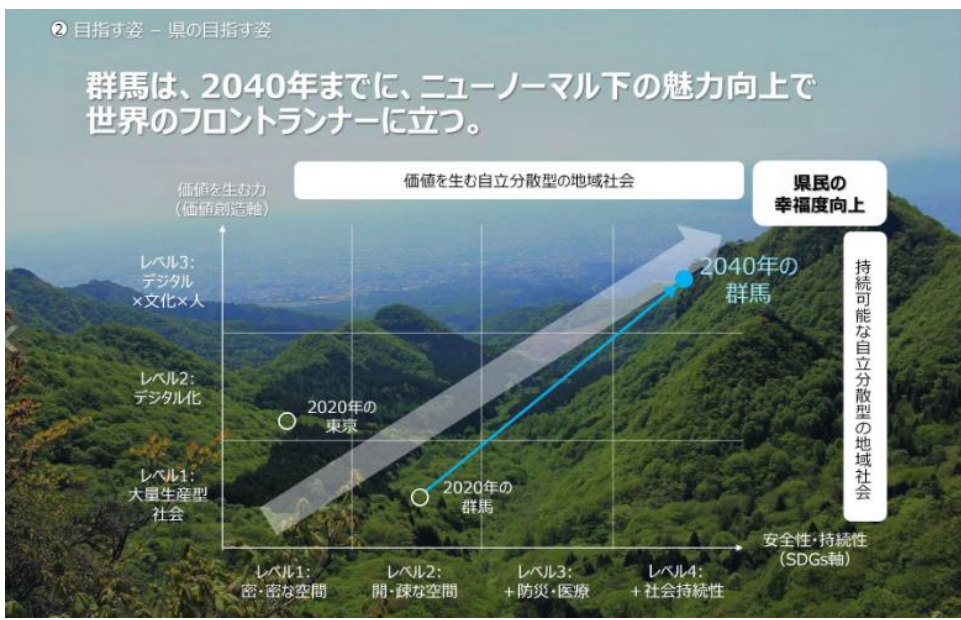 ② 目指す姿 – 県の目指す姿
群馬は、2040年までに、ニューノーマル下の魅力向上で
世界のフロントランナーに立つ。
価値を生む力
（価値創造軸）
価値を生む自立分散型の地域社会
県民の
幸福度向上
レベル3:
デジタル
×文化×人
2040年の
群馬
レベル2:
デジタル化
2020年の
東京
レベル1:
大量生産型
社会
2020年の
群馬
持続可能な自立分散型の地域社会
安全性・持続性
（SDGs軸）
レベル1:
密・密な空間
レベル2:
開・疎な空間
レベル3:
＋防災・医療
レベル4:
＋社会持続性